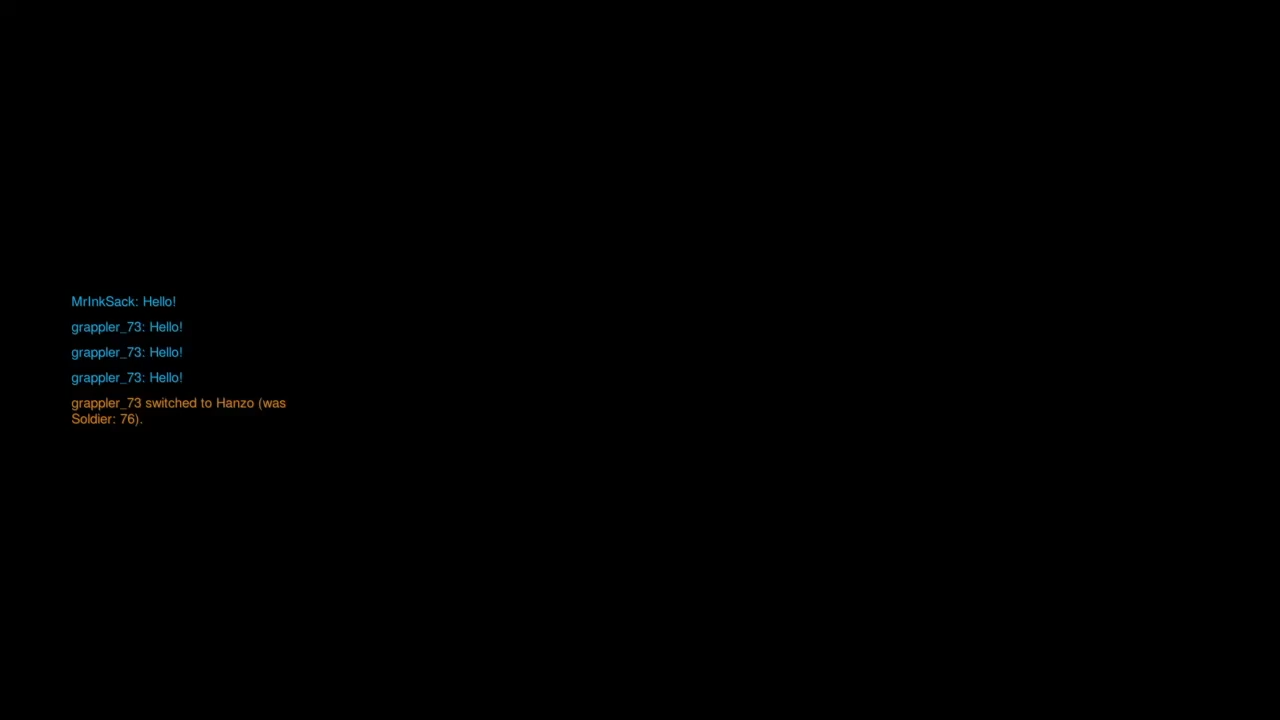 MrInkSack: Hello!
grappler_73: Hello!
grappler_73: Hello!
grappler_73: Hello!
grappler_73 switched to Hanzo (was
Soldier: 76).